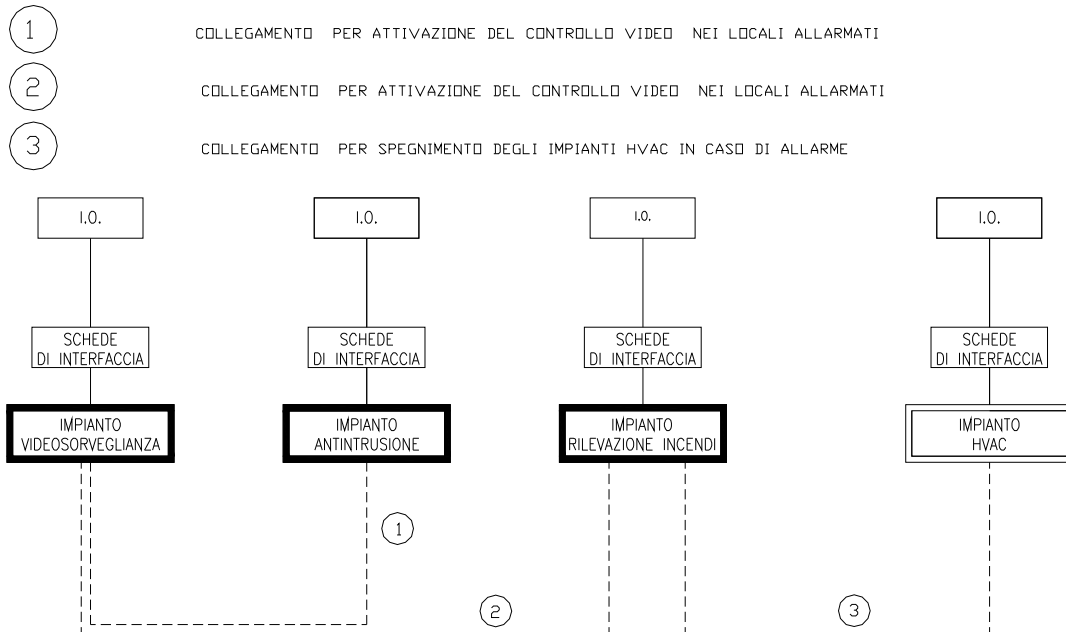 1 COLLEGAMENTO PER ATTIVAZIONE DEL CONTROLLO VIDEO NEI LOCALI ALLARMATI
2 COLLEGAMENTO PER ATTIVAZIONE DEL CONTROLLO VIDEO NEI LOCALI ALLARMATI
3 COLLEGAMENTO PER SPEGNIMENTO DEGLI IMPIANTI HVAC IN CASO DI ALLARME
I.O.
I.O.
I.O.
I.O.
SCHEDE
DI INTERFACCIA
SCHEDE
DI INTERFACCIA
SCHEDE
DI INTERFACCIA
SCHEDE
DI INTERFACCIA
IMPIANTO
VIDEOSORVEGLIANZA
IMPIANTO
ANTINTRUSIONE
IMPIANTO
RILEVAZIONE INCENDI
IMPIANTO
HVAC
1
2
3